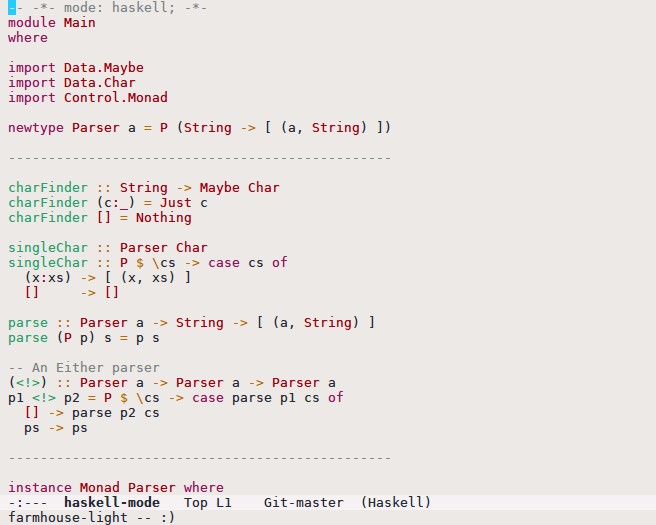 -- -*- mode: haskell; -*-
module Main
where
import Data.Maybe
import Data.Char
import Control.Monad
newtype Parser a = P (String -> [ (a, String) ])
------------------------------------------------
charFinder :: String -> Maybe Char
charFinder (c:_) = Just c
charFinder [] = Nothing
singleChar :: Parser Char
singleChar :: P $ \cs -> case cs of
  (x:xs) -> [ (x, xs) ]
  []     -> []
parse :: Parser a -> String -> [ (a, String) ]
parse (P p) s = p s
-- An Either parser
(<!>) :: Parser a -> Parser a -> Parser a
p1 <!> p2 = P $ \cs -> case parse p1 cs of
  [] -> parse p2 cs
  ps -> ps
------------------------------------------------
instance Monad Parser where
-:---  haskell-mode   Top L1    Git-master  (Haskell)
farmhouse-light -- :)